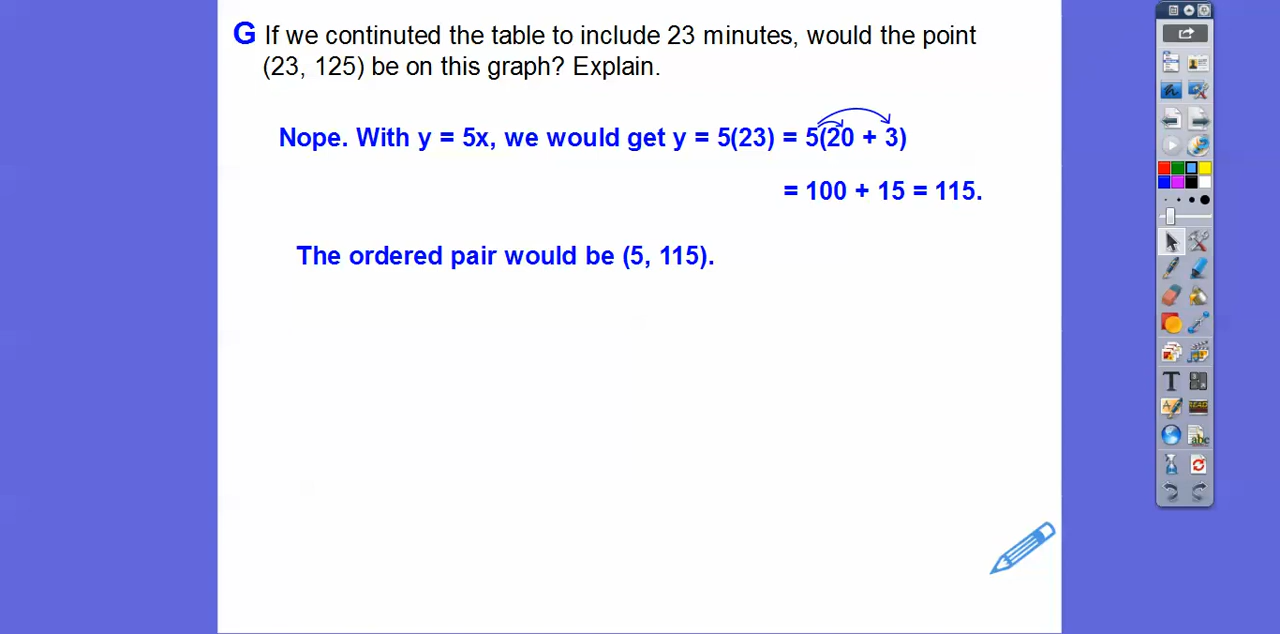 G If we continuted the table to include 23 minutes, would the point
(23, 125) be on this graph? Explain.
Nope. With y = 5x, we would get y = 5(23) = 5(20 + 3)
= 100 + 15 = 115.
The ordered pair would be (5, 115).